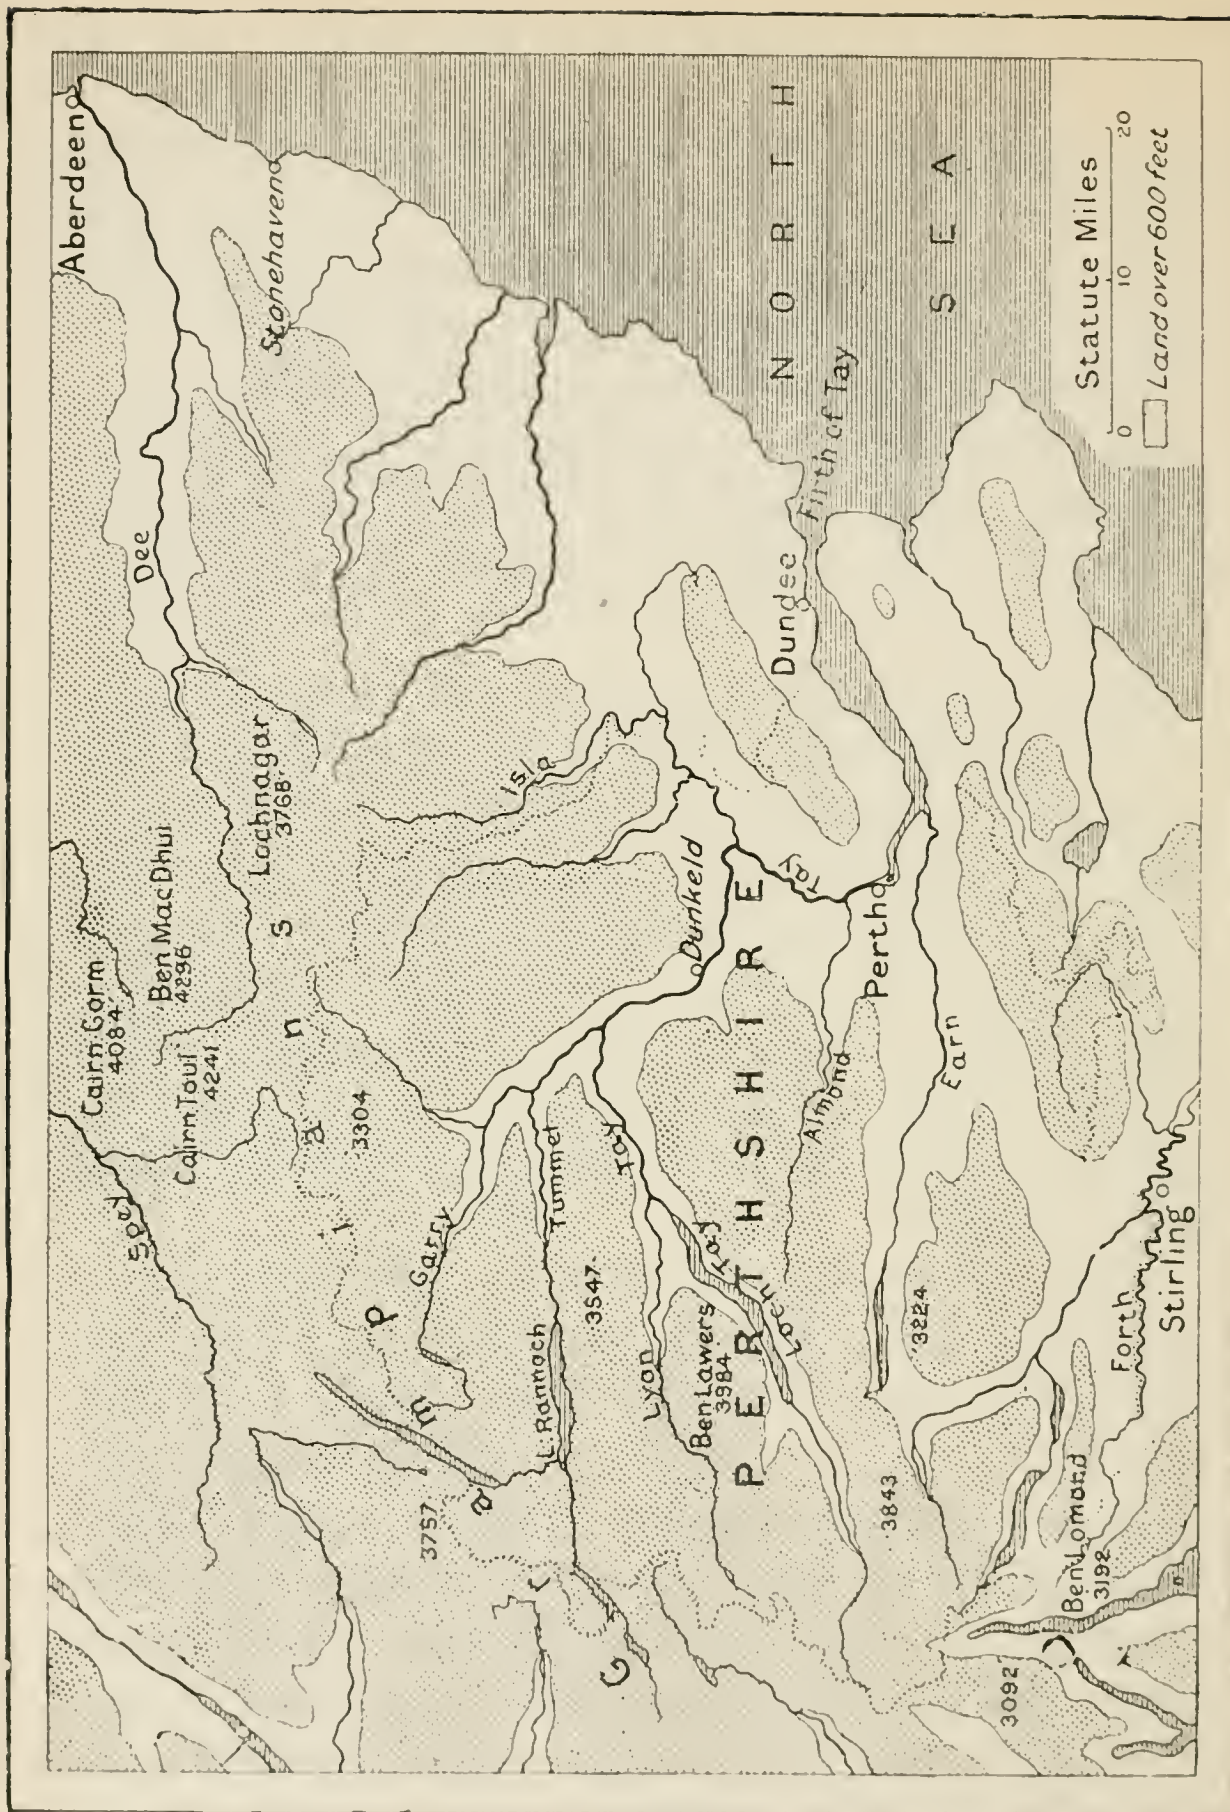 Aberdeen
Stonehaven
Dee
Cairn Gorm
4084
Ben MacDhui
4296
Cairn Toul
4241
Lochnagar
3768
Spey
Grampians
3304
3757
Isla
Garry
Tummel
L. Rannoch
3547
Lyon
Tay
Loch Tay
Ben Lawers
3984
Dunkeld
Tay
PERTHSHIRE
Perth
Almond
Earn
Dundee
Firth of Tay
NORTH
SEA
3224
3843
Forth
Stirling
Ben Lomond
3192
3092
Statute Miles
0 10 20
Land over 600 feet